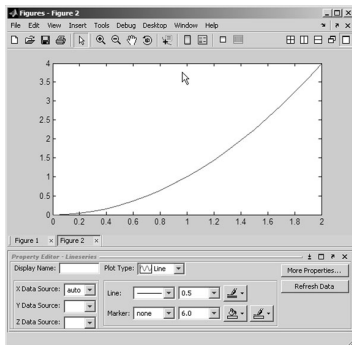 Figures - Figure 2
File Edit View Insert Tools Debug Desktop Window Help
4
3.5
3
2.5
2
1.5
1
0.5
0
0 0.2 0.4 0.6 0.8 1 1.2 1.4 1.6 1.8 2
Figure 1 × Figure 2 ×
Property Editor - Lineseries
Display Name: Plot Type: Line More Properties...
X Data Source: auto Line: 0.5 Refresh Data
Y Data Source: Marker: none 6.0
Z Data Source: